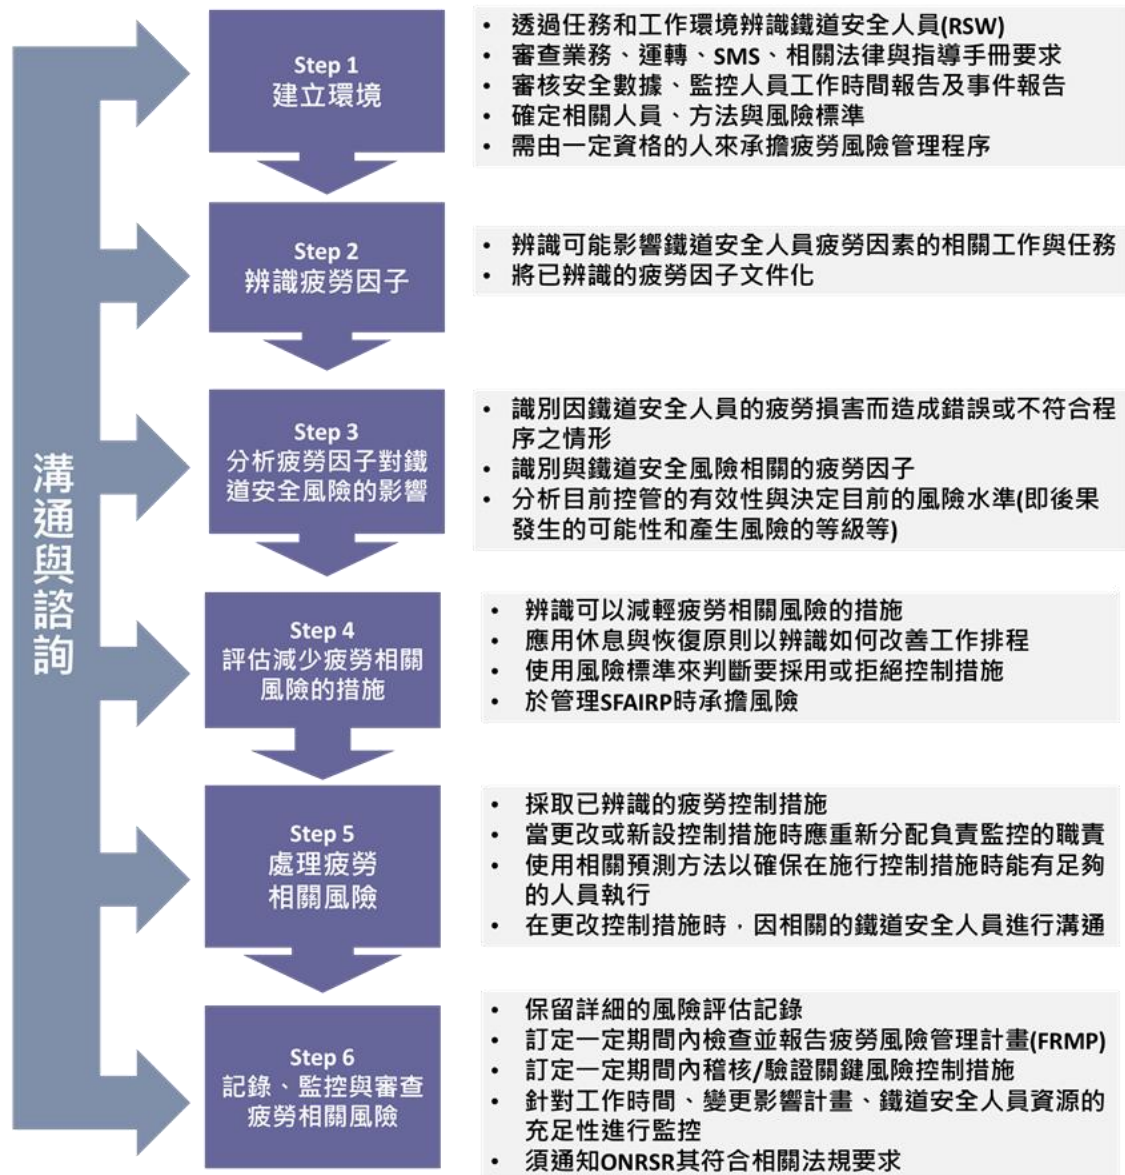 溝通與諮詢
Step 1
建立環境
• 透過任務和工作環境辨識鐵道安全人員(RSW)
• 審查業務、運轉、SMS、相關法律與指導手冊要求
• 審核安全數據、監控人員工作時間報告及事件報告
• 確定相關人員、方法與風險標準
• 需由一定資格的人來承擔疲勞風險管理程序
Step 2
辨識疲勞因子
• 辨識可能影響鐵道安全人員疲勞因素的相關工作與任務
• 將已辨識的疲勞因子文件化
Step 3
分析疲勞因子對鐵
道安全風險的影響
• 識別因鐵道安全人員的疲勞損害而造成錯誤或不符合程
序之情形
• 識別與鐵道安全風險相關的疲勞因子
• 分析目前控管的有效性與決定目前的風險水準(即後果
發生的可能性和產生風險的等級等)
Step 4
評估減少疲勞相關
風險的措施
• 辨識可以減輕疲勞相關風險的措施
• 應用休息與恢復原則以辨識如何改善工作排程
• 使用風險標準來判斷要採用或拒絕控制措施
• 於管理SFAIRP時承擔風險
Step 5
處理疲勞
相關風險
• 採取已辨識的疲勞控制措施
• 當更改或新設控制措施時應重新分配負責監控的職責
• 使用相關預測方法以確保在施行控制措施時能有足夠
的人員執行
• 在更改控制措施時，因相關的鐵道安全人員進行溝通
Step 6
記錄、監控與審查
疲勞相關風險
• 保留詳細的風險評估記錄
• 訂定一定期間內檢查並報告疲勞風險管理計畫(FRMP)
• 訂定一定期間內稽核/驗證關鍵風險控制措施
• 針對工作時間、變更影響計畫、鐵道安全人員資源的
充足性進行監控
• 須通知ONRSR其符合相關法規要求